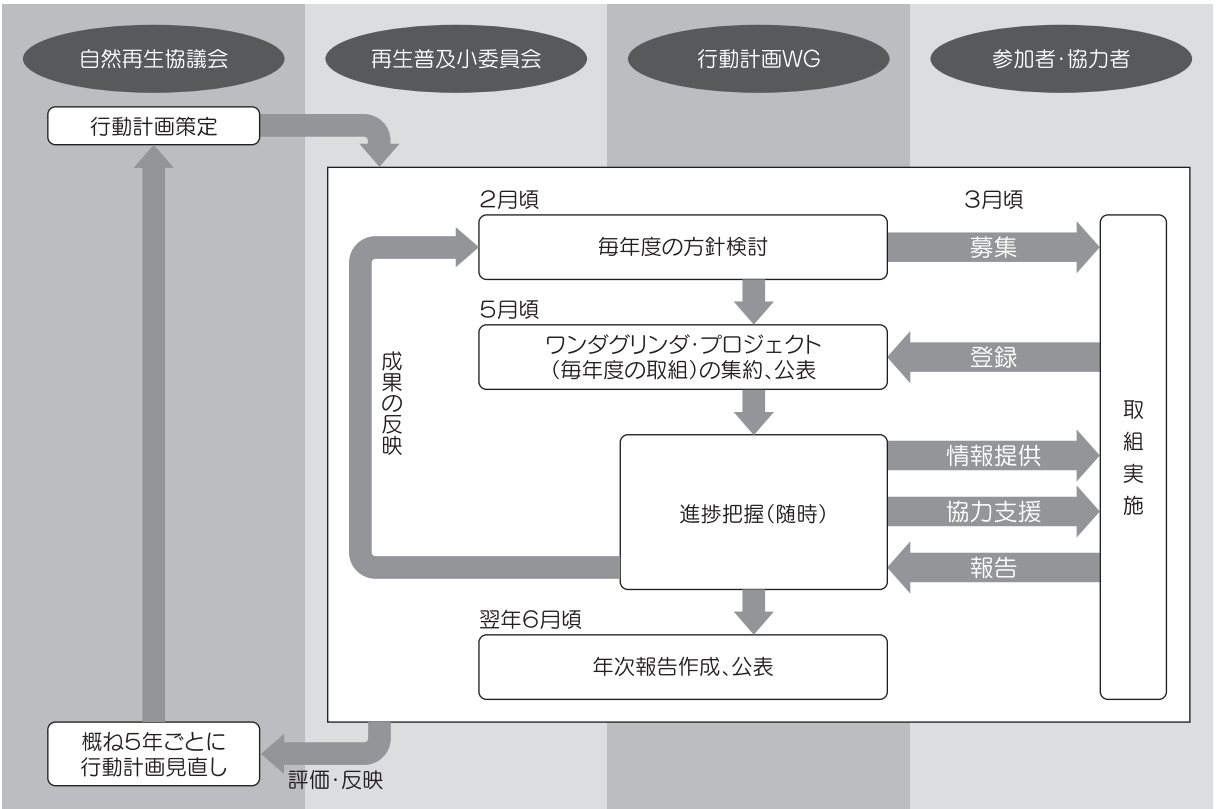 自然再生協議会
再生普及小委員会
行動計画WG
参加者・協力者
行動計画策定
2月頃
3月頃
毎年度の方針検討
募集
5月頃
ワンダグリンダ・プロジェクト
（毎年度の取組）の集約、公表
登録
成果の反映
取組実施
情報提供
進捗把握（随時）
協力支援
報告
翌年6月頃
年次報告作成、公表
概ね5年ごとに
行動計画見直し
評価・反映